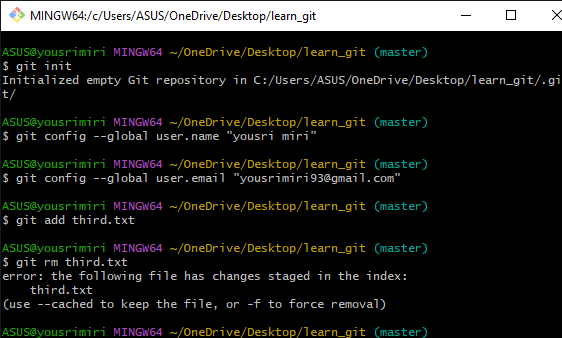 MINGW64:/c/Users/ASUS/OneDrive/Desktop/learn_git
ASUS@yousrimiri MINGW64 ~/OneDrive/Desktop/learn_git (master)
$ git init
Initialized empty Git repository in C:/Users/ASUS/OneDrive/Desktop/learn_git/.gi
t/
ASUS@yousrimiri MINGW64 ~/OneDrive/Desktop/learn_git (master)
$ git config --global user.name "yousri miri"
ASUS@yousrimiri MINGW64 ~/OneDrive/Desktop/learn_git (master)
$ git config --global user.email "yousrimiri93@gmail.com"
ASUS@yousrimiri MINGW64 ~/OneDrive/Desktop/learn_git (master)
$ git add third.txt
ASUS@yousrimiri MINGW64 ~/OneDrive/Desktop/learn_git (master)
$ git rm third.txt
error: the following file has changes staged in the index:
    third.txt
(use --cached to keep the file, or -f to force removal)
ASUS@yousrimiri MINGW64 ~/OneDrive/Desktop/learn_git (master)